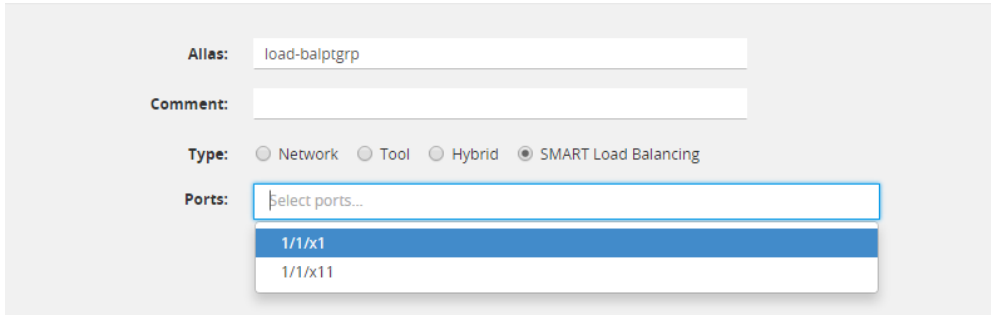 Alias: load-balptgrp
Comment:
Type: Network Tool Hybrid SMART Load Balancing
Ports: Select ports...
1/1/x1
1/1/x11